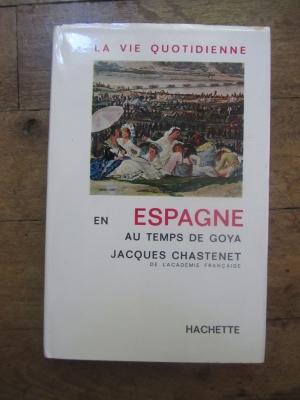 LA VIE QUOTIDIENNE
EN ESPAGNE
AU TEMPS DE GOYA
JACQUES CHASTENET
DE L'ACADÉMIE FRANÇAISE
HACHETTE